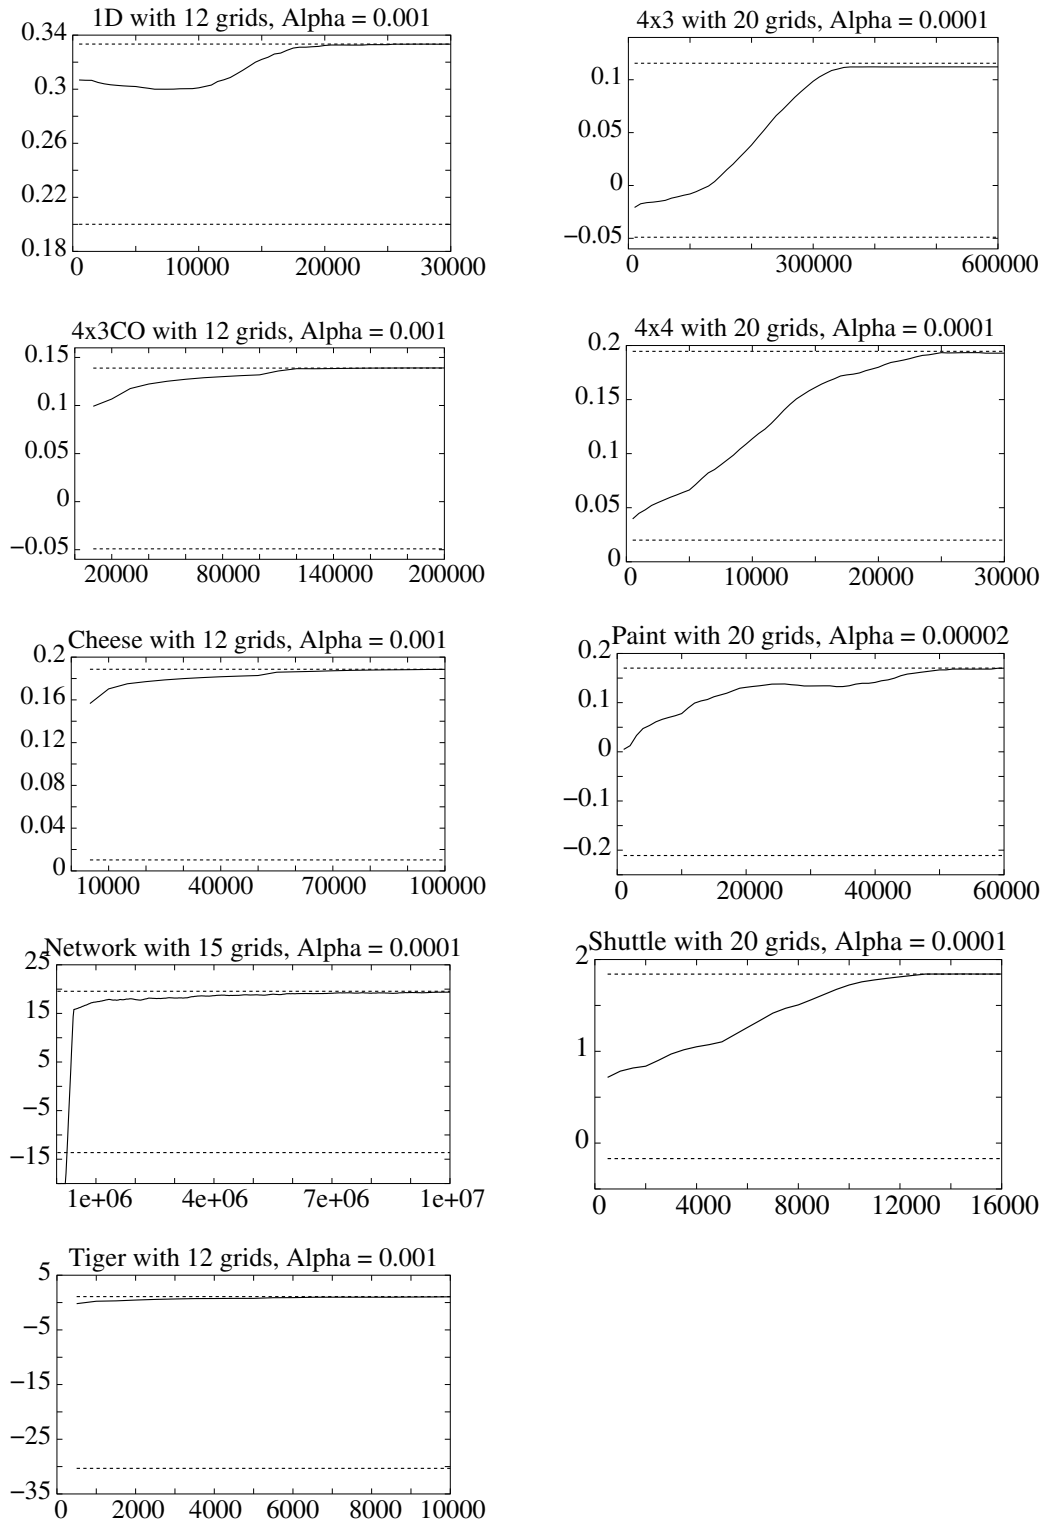 1D with 12 grids, Alpha = 0.001
0.34
0.3
0.26
0.22
0.18
0 10000 20000 30000
4x3 with 20 grids, Alpha = 0.0001
0.1
0.05
0
−0.05
0 300000 600000
4x3CO with 12 grids, Alpha = 0.001
0.15
0.1
0.05
0
−0.05
20000 80000 140000 200000
4x4 with 20 grids, Alpha = 0.0001
0.2
0.15
0.1
0.05
0
0 10000 20000 30000
Cheese with 12 grids, Alpha = 0.001
0.2
0.16
0.12
0.08
0.04
0
10000 40000 70000 100000
Paint with 20 grids, Alpha = 0.00002
0.2
0.1
0
−0.1
−0.2
0 20000 40000 60000
Network with 15 grids, Alpha = 0.0001
25
15
5
−5
−15
1e+06 4e+06 7e+06 1e+07
Shuttle with 20 grids, Alpha = 0.0001
2
1
0
0 4000 8000 12000 16000
Tiger with 12 grids, Alpha = 0.001
5
−5
−15
−25
−35
0 2000 4000 6000 8000 10000